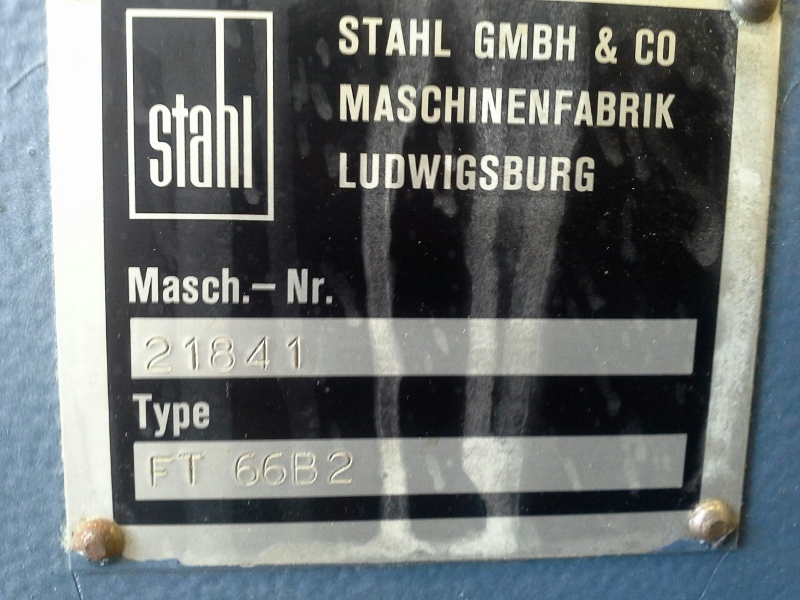 stahl
STAHL GMBH & CO
MASCHINENFABRIK
LUDWIGSBURG
Masch.– Nr.
21841
Type
FT 66B2